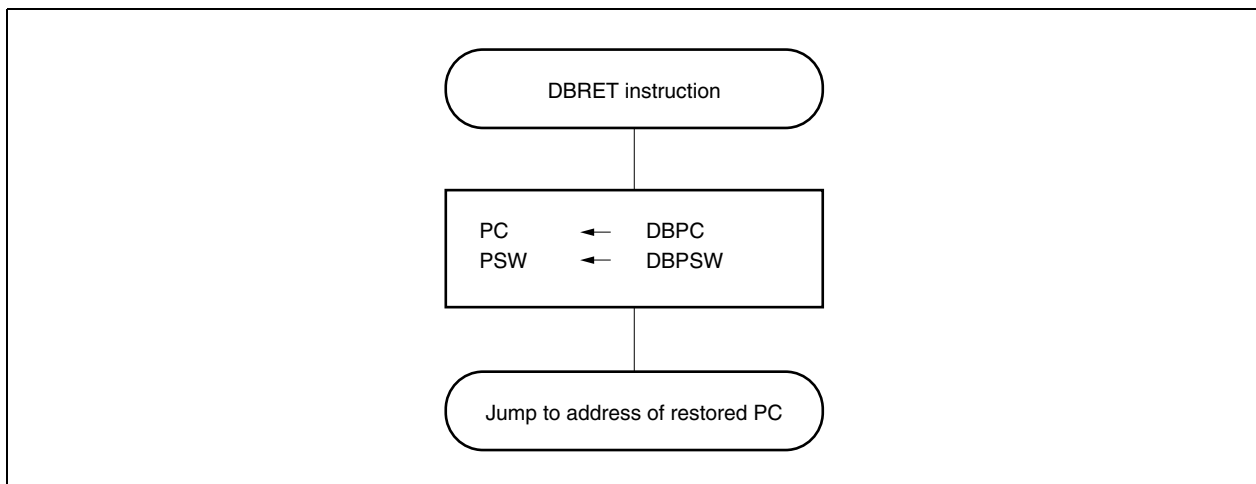 DBRET instruction
PC ← DBPC
PSW ← DBPSW
Jump to address of restored PC